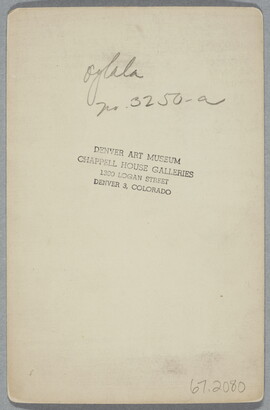 Oglala
no. 3250-a
DENVER ART MUSEUM
CHAPPELL HOUSE GALLERIES
1300 LOGAN STREET
DENVER 3, COLORADO
67.2080